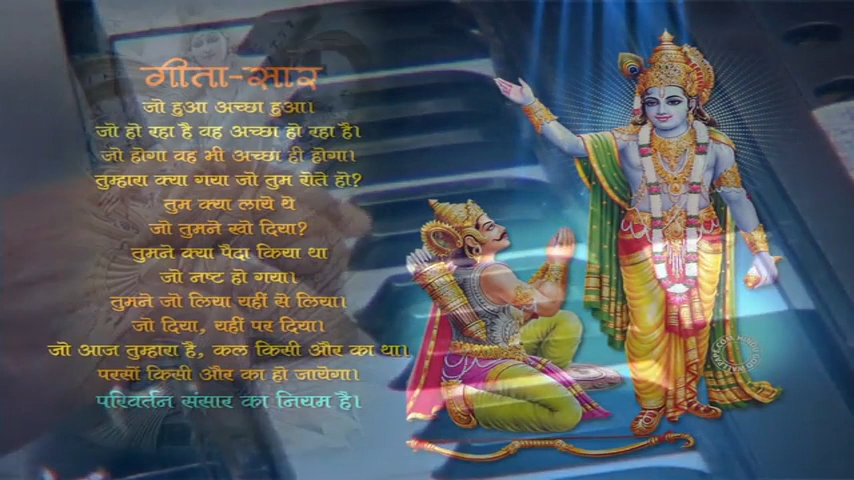 गीता-सार
जो हुआ अच्छा हुआ।
जो हो रहा है वह अच्छा हो रहा है।
जो होगा वह भी अच्छा ही होगा।
तुम्हारा क्या गया जो तुम रोते हो?
तुम क्या लाये थे
जो तुमने खो दिया?
तुमने क्या पैदा किया था
जो नष्ट हो गया।
तुमने जो लिया यहीं से लिया।
जो दिया, यहीं पर दिया।
जो आज तुम्हारा है, कल किसी और का था।
परसों किसी और का हो जायेगा।
परिवर्तन संसार का नियम है।